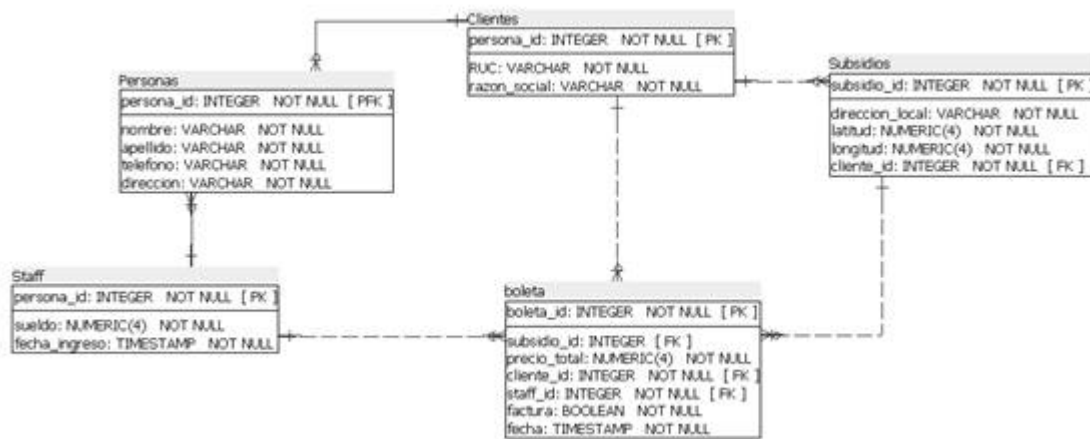 Clientes
persona_id: INTEGER NOT NULL [ PK ]
RUC: VARCHAR NOT NULL
razon_social: VARCHAR NOT NULL
Personas
persona_id: INTEGER NOT NULL [ PFK ]
nombre: VARCHAR NOT NULL
apellido: VARCHAR NOT NULL
telefono: VARCHAR NOT NULL
direccion: VARCHAR NOT NULL
Subsidios
subsidio_id: INTEGER NOT NULL [ PK ]
direccion_local: VARCHAR NOT NULL
latitud: NUMERIC(4) NOT NULL
longitud: NUMERIC(4) NOT NULL
cliente_id: INTEGER NOT NULL [ FK ]
Staff
persona_id: INTEGER NOT NULL [ PK ]
sueldo: NUMERIC(4) NOT NULL
fecha_ingreso: TIMESTAMP NOT NULL
boleta
boleta_id: INTEGER NOT NULL [ PK ]
subsidio_id: INTEGER [ FK ]
precio_total: NUMERIC(4) NOT NULL
cliente_id: INTEGER NOT NULL [ FK ]
staff_id: INTEGER NOT NULL [ FK ]
factura: BOOLEAN NOT NULL
fecha: TIMESTAMP NOT NULL